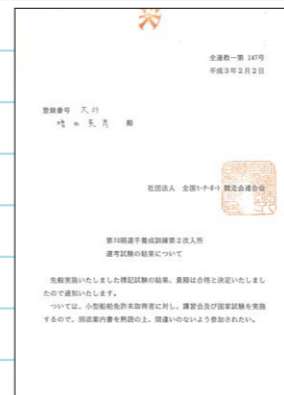 全連教一第 147号
平成3年2月2日
登録番号
殿
社団法人 全国モーターボート競走会連合会
第70期選手養成訓練第2次入所
選考試験の結果について
先般実施いたしました標記試験の結果、貴殿は合格と決定いたしまし
たので通知いたします。
ついては、小型船舶免許未取得者に対し、講習会及び国家試験を実施
するので、別添案内書を熟読の上、間違いのないよう参加されたい。